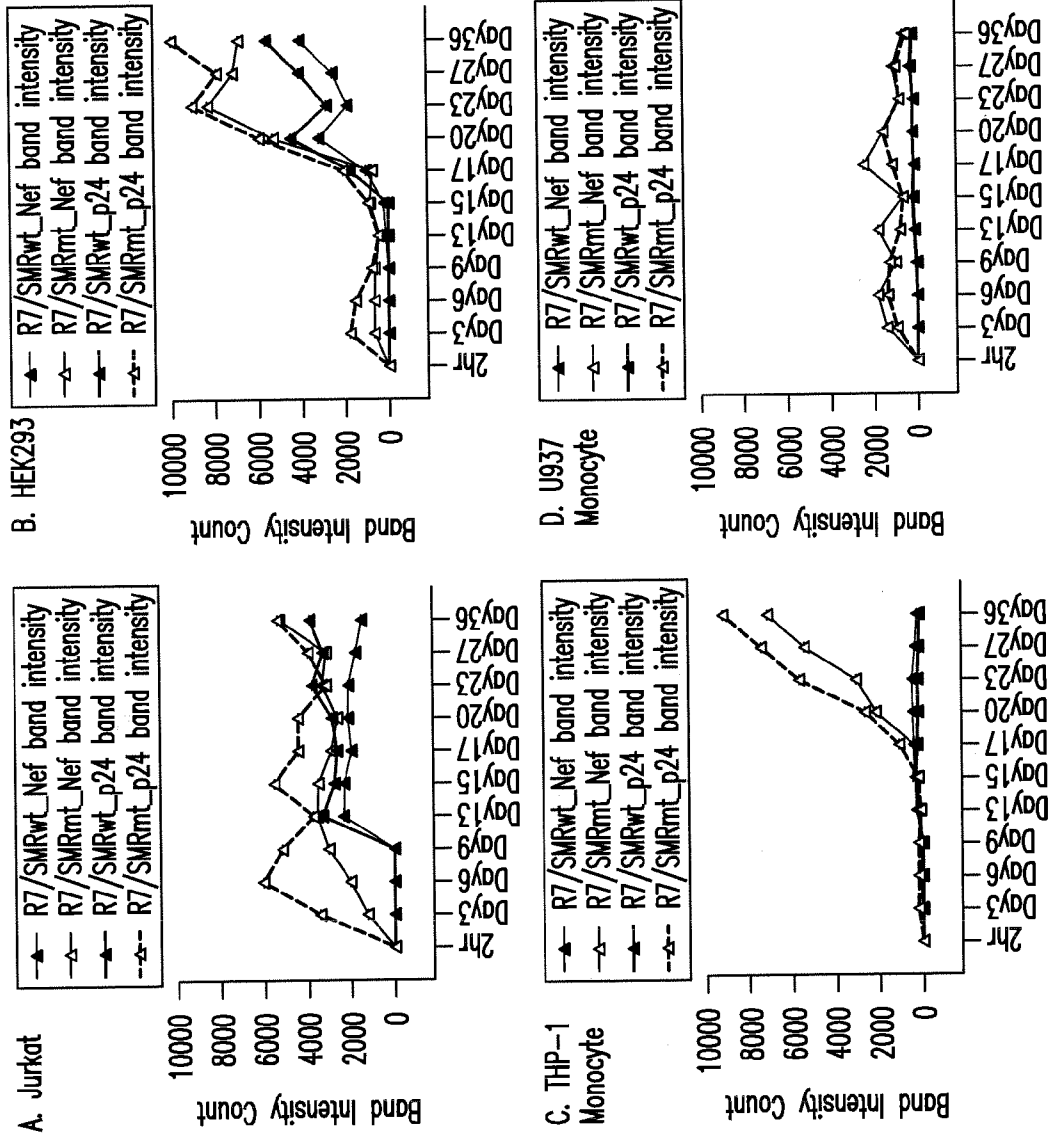 A. Jurkat
R7/SMRwt_Nef band intensity
R7/SMRmt_Nef band intensity
R7/SMRwt_p24 band intensity
R7/SMRmt_p24 band intensity
Band Intensity Count
10000
8000
6000
4000
2000
0
2hr
Day3
Day6
Day9
Day13
Day15
Day17
Day20
Day23
Day27
Day36
B. HEK293
R7/SMRwt_Nef band intensity
R7/SMRmt_Nef band intensity
R7/SMRwt_p24 band intensity
R7/SMRmt_p24 band intensity
Band Intensity Count
10000
8000
6000
4000
2000
0
2hr
Day3
Day6
Day9
Day13
Day15
Day17
Day20
Day23
Day27
Day36
C. THP-1
Monocyte
R7/SMRwt_Nef band intensity
R7/SMRmt_Nef band intensity
R7/SMRwt_p24 band intensity
R7/SMRmt_p24 band intensity
Band Intensity Count
10000
8000
6000
4000
2000
0
2hr
Day3
Day6
Day9
Day13
Day15
Day17
Day20
Day23
Day27
Day36
D. U937
Monocyte
R7/SMRwt_Nef band intensity
R7/SMRmt_Nef band intensity
R7/SMRwt_p24 band intensity
R7/SMRmt_p24 band intensity
Band Intensity Count
10000
8000
6000
4000
2000
0
2hr
Day3
Day6
Day9
Day13
Day15
Day17
Day20
Day23
Day27
Day36